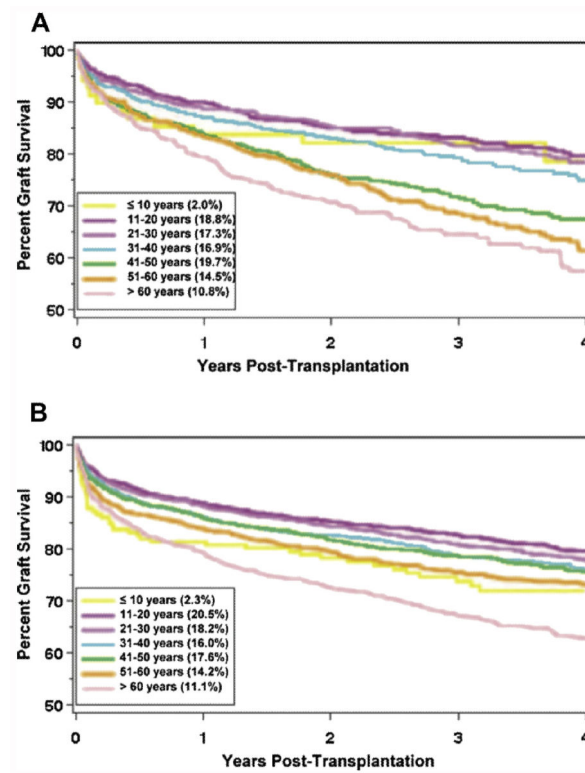 A
100
90
80
70
60
50
Percent Graft Survival
≤ 10 years (2.0%)
11-20 years (18.8%)
21-30 years (17.3%)
31-40 years (16.9%)
41-50 years (19.7%)
51-60 years (14.5%)
> 60 years (10.8%)
0 1 2 3 4
Years Post-Transplantation
B
100
90
80
70
60
50
Percent Graft Survival
≤ 10 years (2.3%)
11-20 years (20.5%)
21-30 years (18.2%)
31-40 years (16.0%)
41-50 years (17.6%)
51-60 years (14.2%)
> 60 years (11.1%)
0 1 2 3 4
Years Post-Transplantation